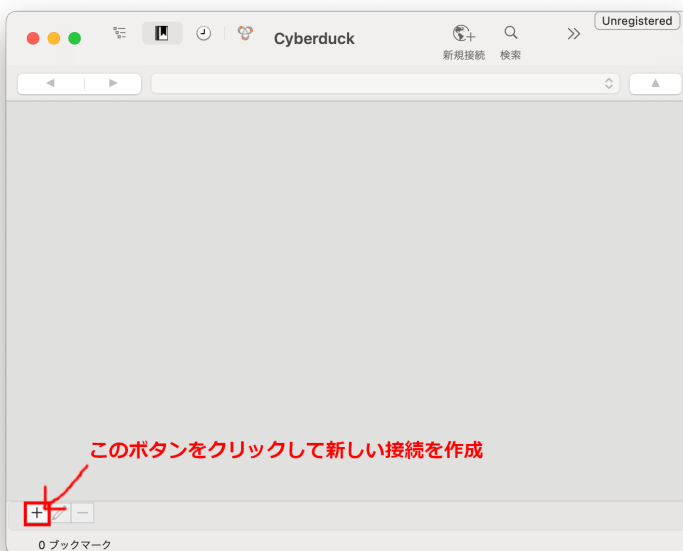 Unregistered
Cyberduck
新規接続
検索
このボタンをクリックして新しい接続を作成
0 ブックマーク